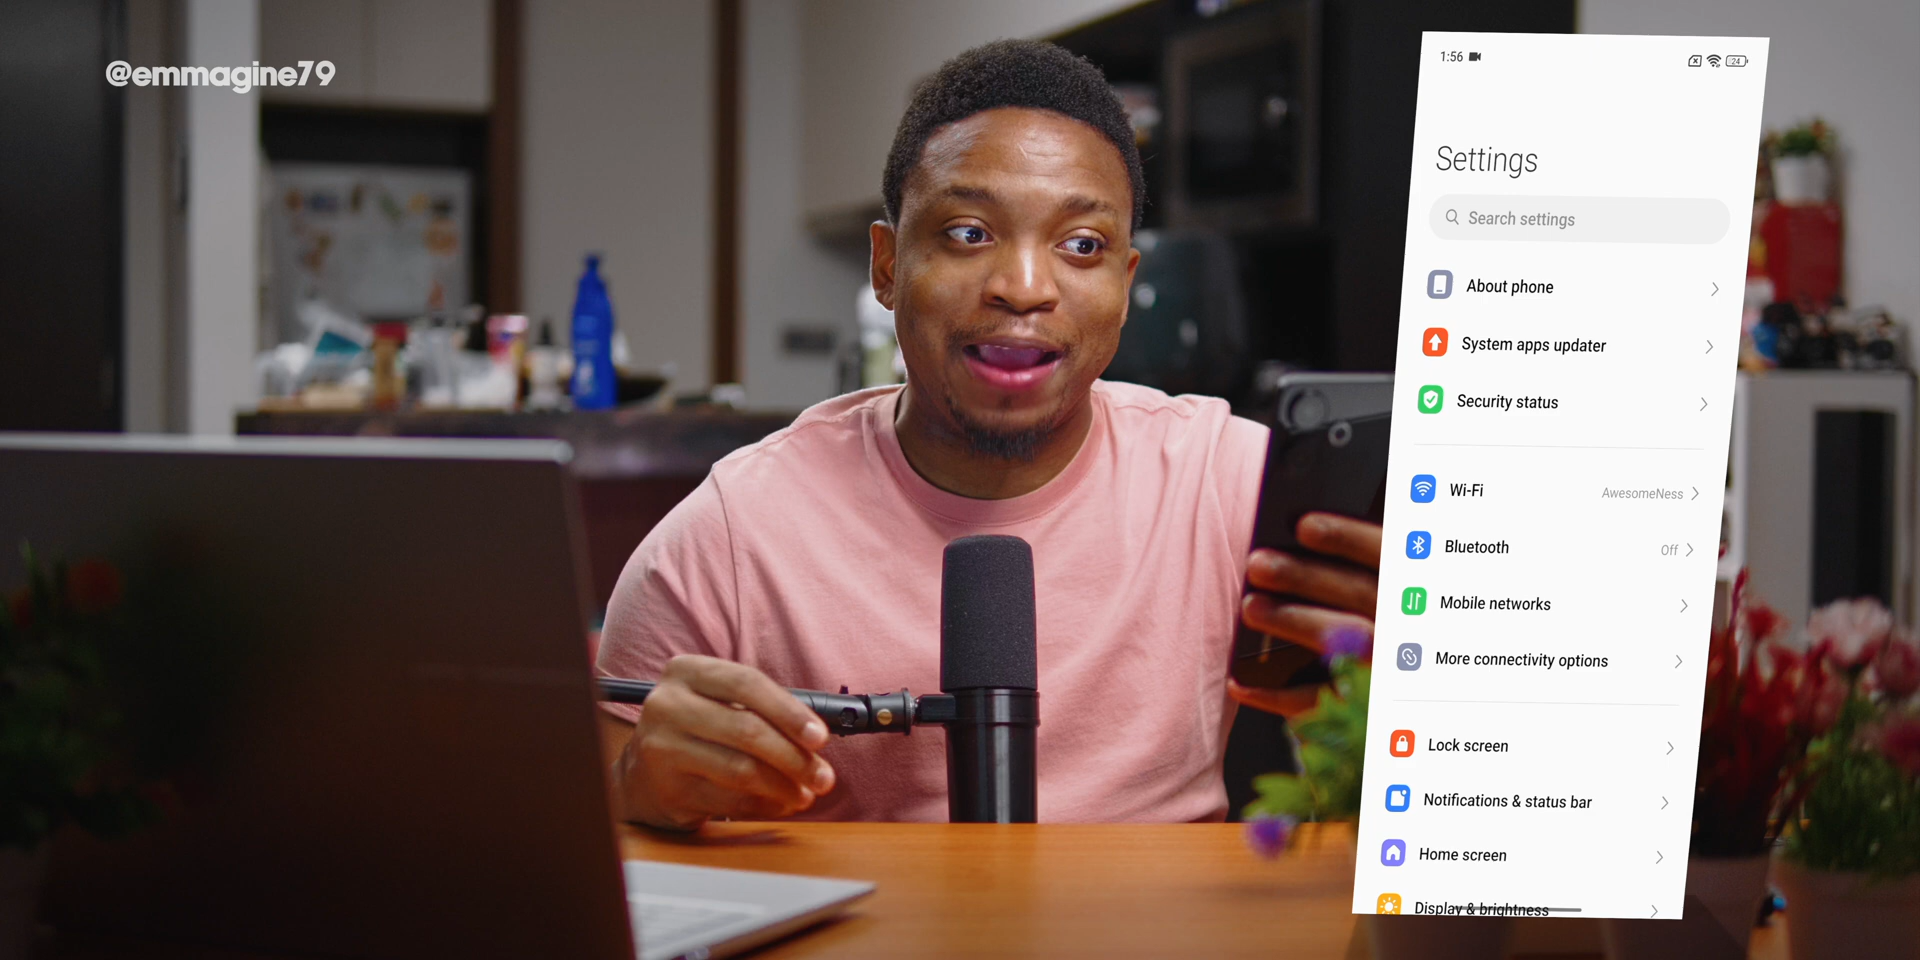 @emmagine79
1:56
24
Settings
Search settings
About phone
System apps updater
Security status
Wi-Fi AwesomeNess
Bluetooth Off
Mobile networks
More connectivity options
Lock screen
Notifications & status bar
Home screen
Display & brightness